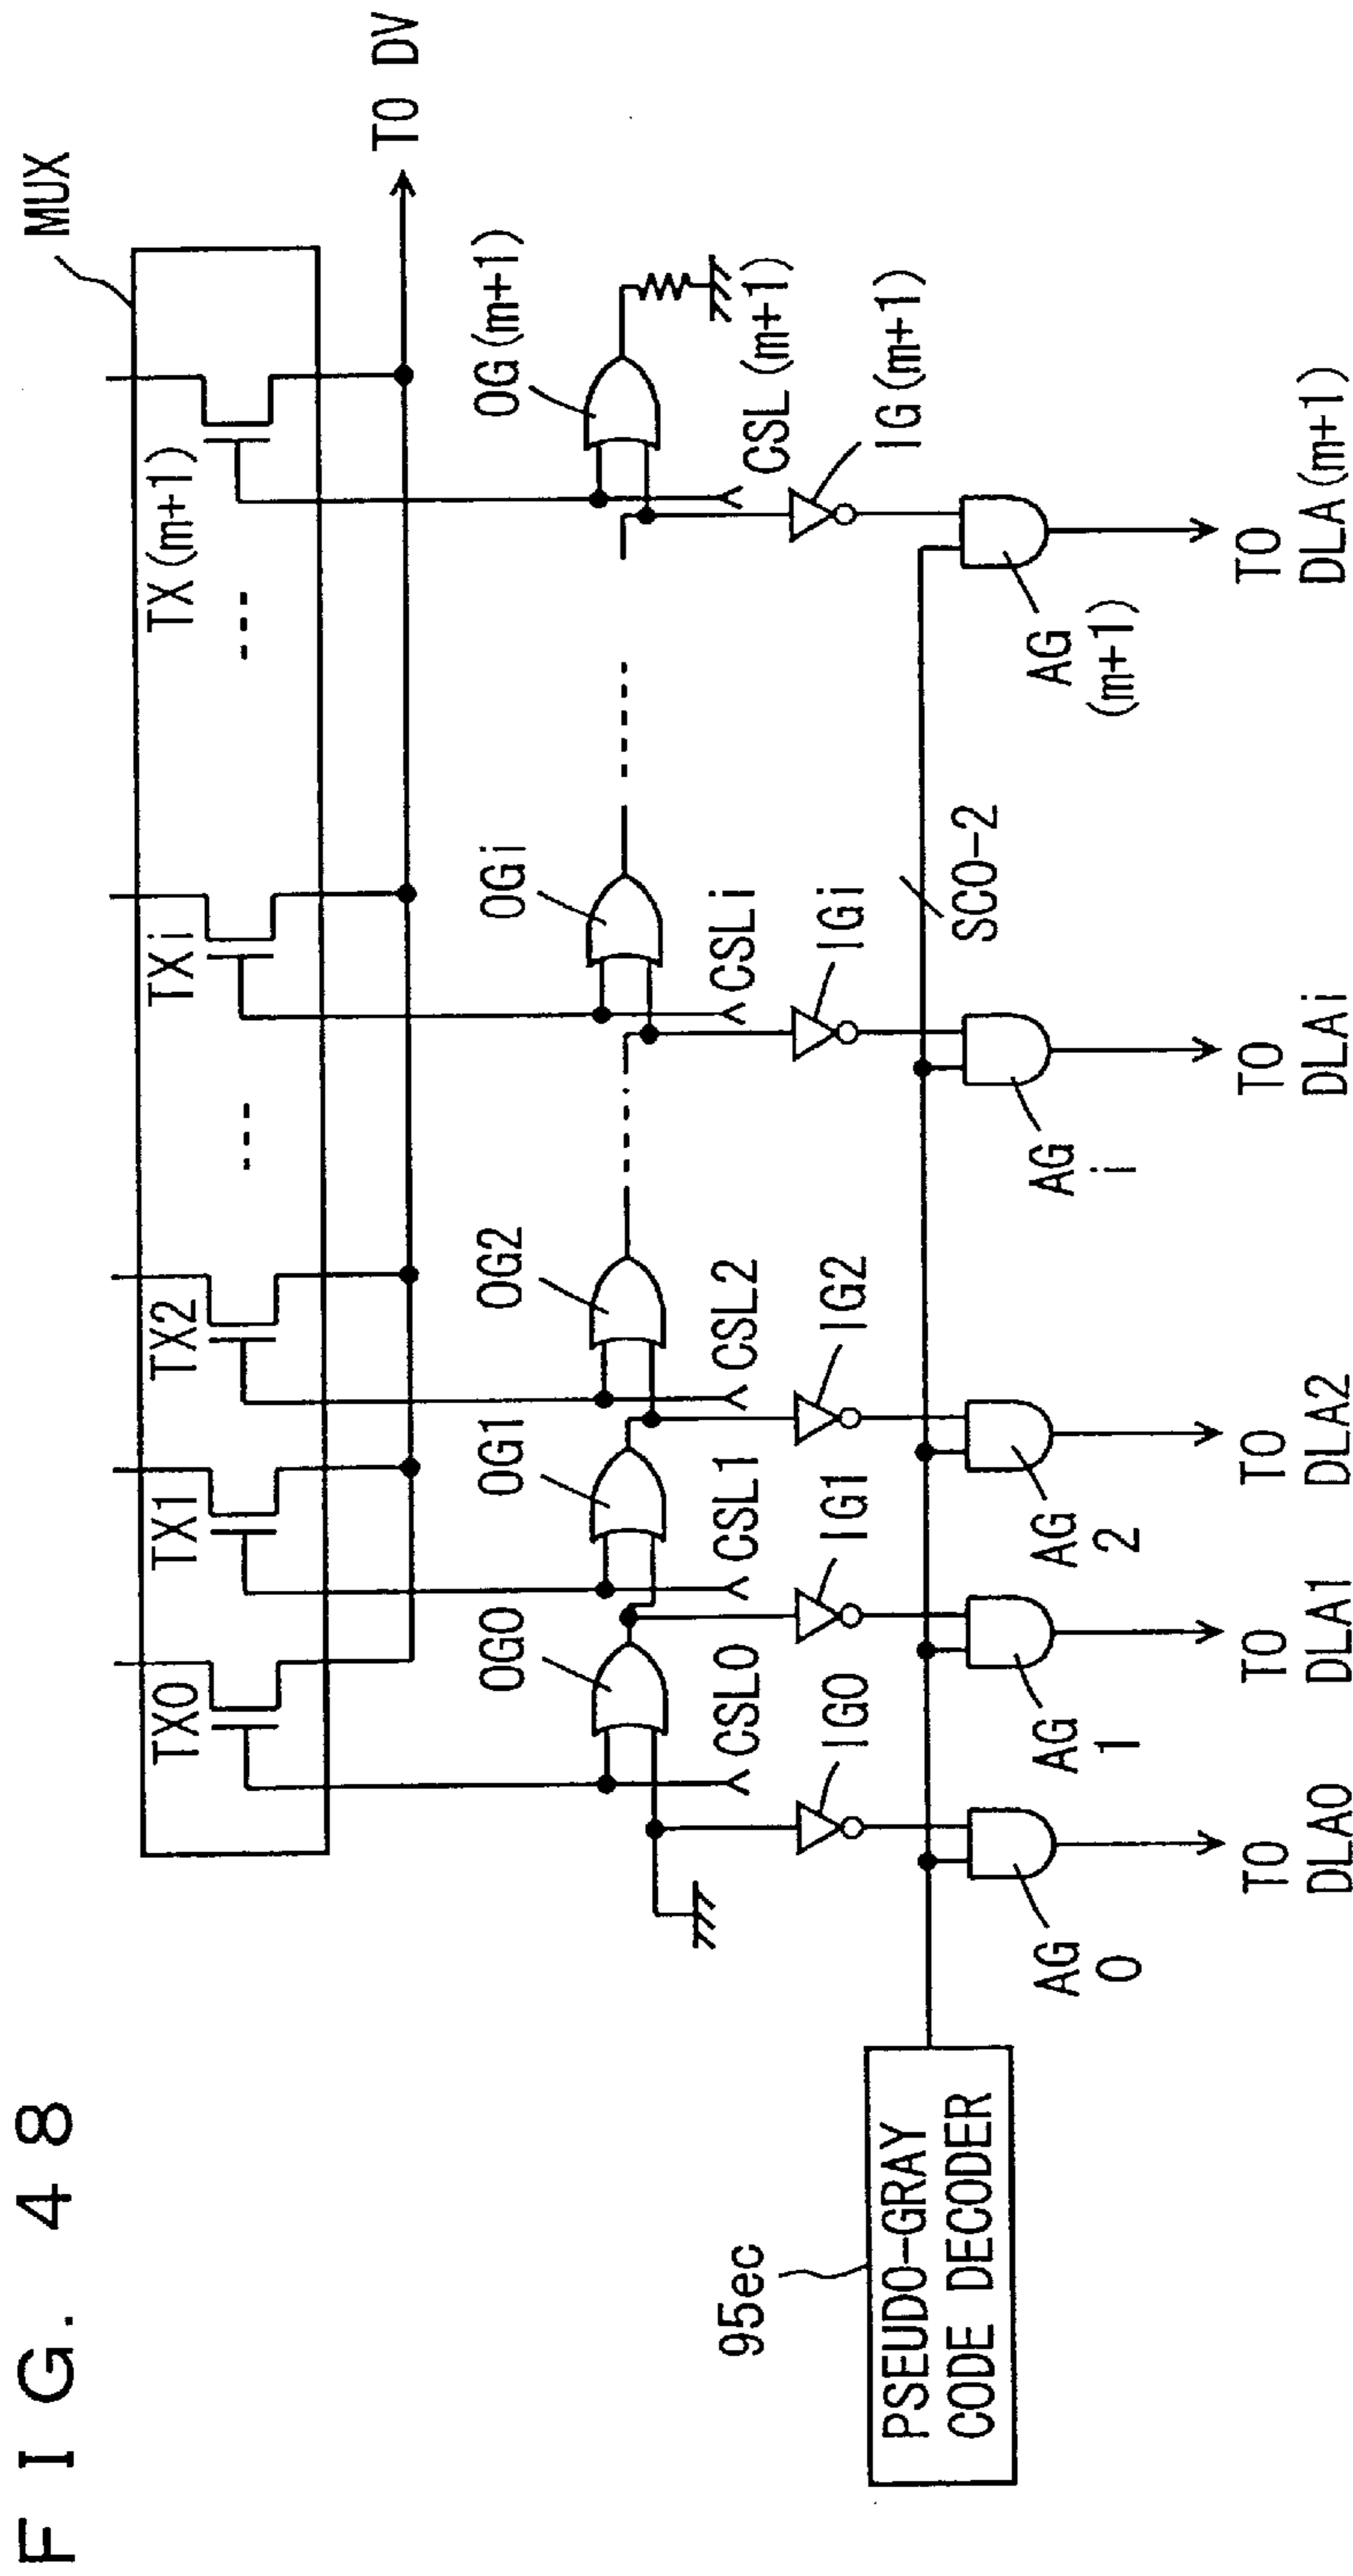 FIG. 48
MUX
TX0
TX1
TX2
---
TXi
---
TX(m+1)
TO DV
OG0
OG1
OG2
OGi
OG(m+1)
CSL0
CSL1
CSL2
CSLi
CSL(m+1)
IG0
IG1
IG2
IGi
IG(m+1)
95ec
PSEUDO-GRAY
CODE DECODER
SCO-2
AG
0
AG
1
AG
2
AG
i
AG
(m+1)
TO
DLA0
TO
DLA1
TO
DLA2
TO
DLAi
TO
DLA(m+1)